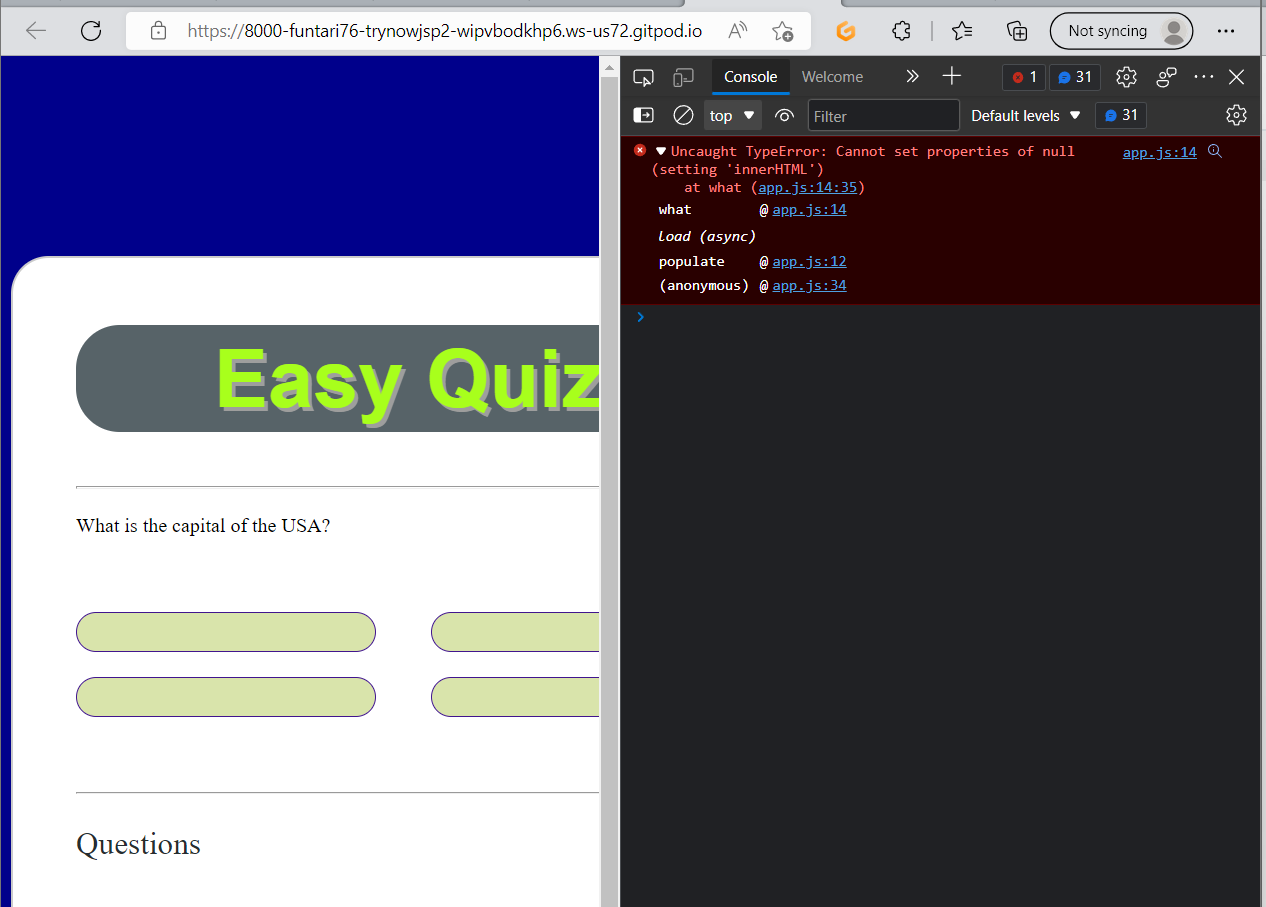 https://8000-funtari76-trynowjsp2-wipvbodkhp6.ws-us72.gitpod.io
Not syncing
Console Welcome 1 31
top Filter Default levels 31
Uncaught TypeError: Cannot set properties of null app.js:14
(setting 'innerHTML')
at what (app.js:14:35)
what @ app.js:14
load (async)
populate @ app.js:12
(anonymous) @ app.js:34
Easy Quiz
What is the capital of the USA?
Questions